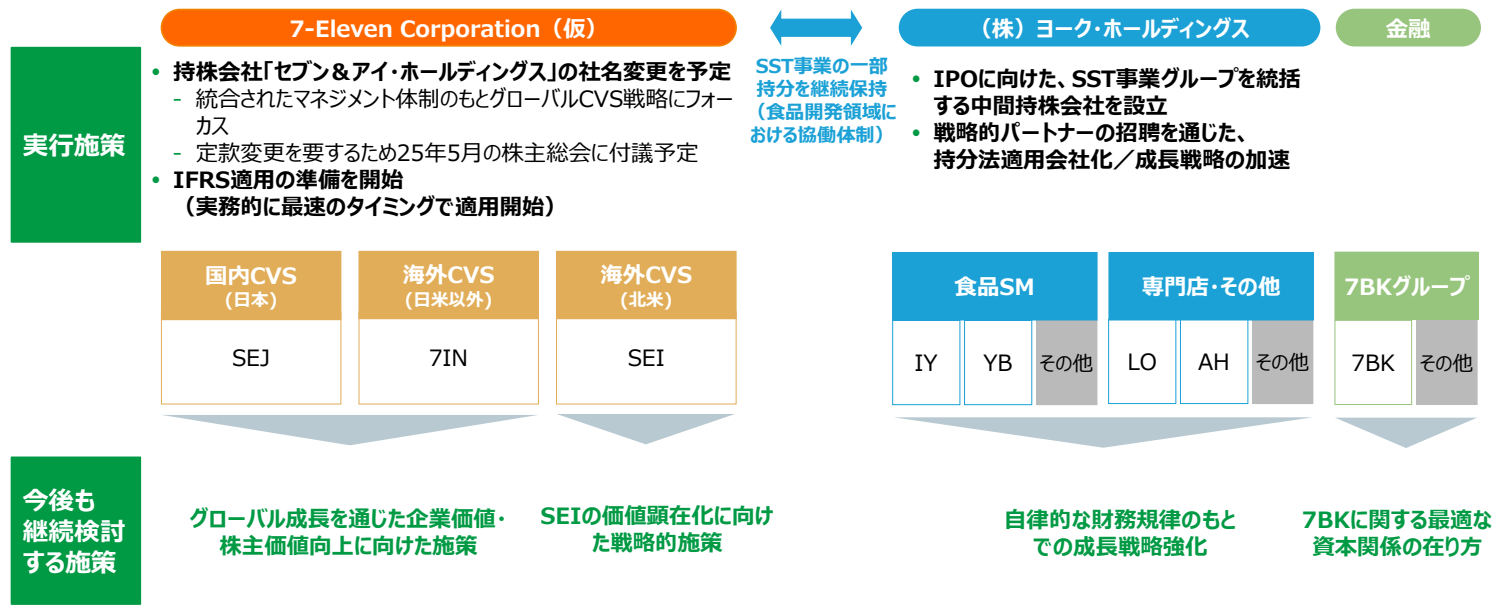 7-Eleven Corporation（仮）
（株）ヨーク・ホールディングス
金融
実行施策
• 持株会社「セブン＆アイ・ホールディングス」の社名変更を予定
- 統合されたマネジメント体制のもとグローバルCVS戦略にフォー
カス
- 定款変更を要するため25年5月の株主総会に付議予定
• IFRS適用の準備を開始
（実務的に最速のタイミングで適用開始）
SST事業の一部
持分を継続保持
（食品開発領域に
おける協働体制）
• IPOに向けた、SST事業グループを統括
する中間持株会社を設立
• 戦略的パートナーの招聘を通じた、
持分法適用会社化／成長戦略の加速
国内CVS
(日本)
海外CVS
(日米以外)
海外CVS
(北米)
食品SM
専門店・その他
7BKグループ
SEJ
7IN
SEI
IY
YB
その他
LO
AH
その他
7BK
その他
今後も
継続検討
する施策
グローバル成長を通じた企業価値・
株主価値向上に向けた施策
SEIの価値顕在化に向け
た戦略的施策
自律的な財務規律のもと
での成長戦略強化
7BKに関する最適な
資本関係の在り方